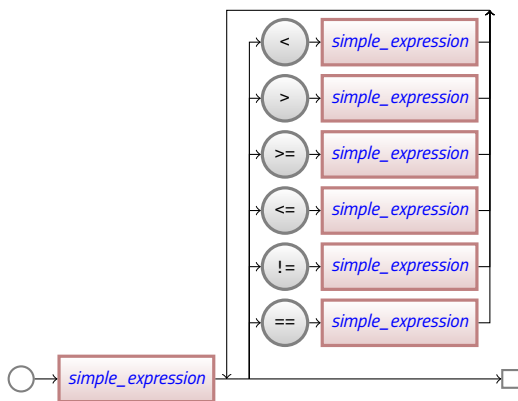 < simple_expression
> simple_expression
>= simple_expression
<= simple_expression
!= simple_expression
== simple_expression
simple_expression